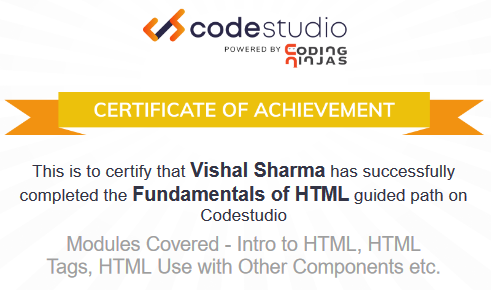 codestudio
POWERED BY CODING NINJAS
CERTIFICATE OF ACHIEVEMENT
This is to certify that Vishal Sharma has successfully
completed the Fundamentals of HTML guided path on
Codestudio
Modules Covered - Intro to HTML, HTML
Tags, HTML Use with Other Components etc.